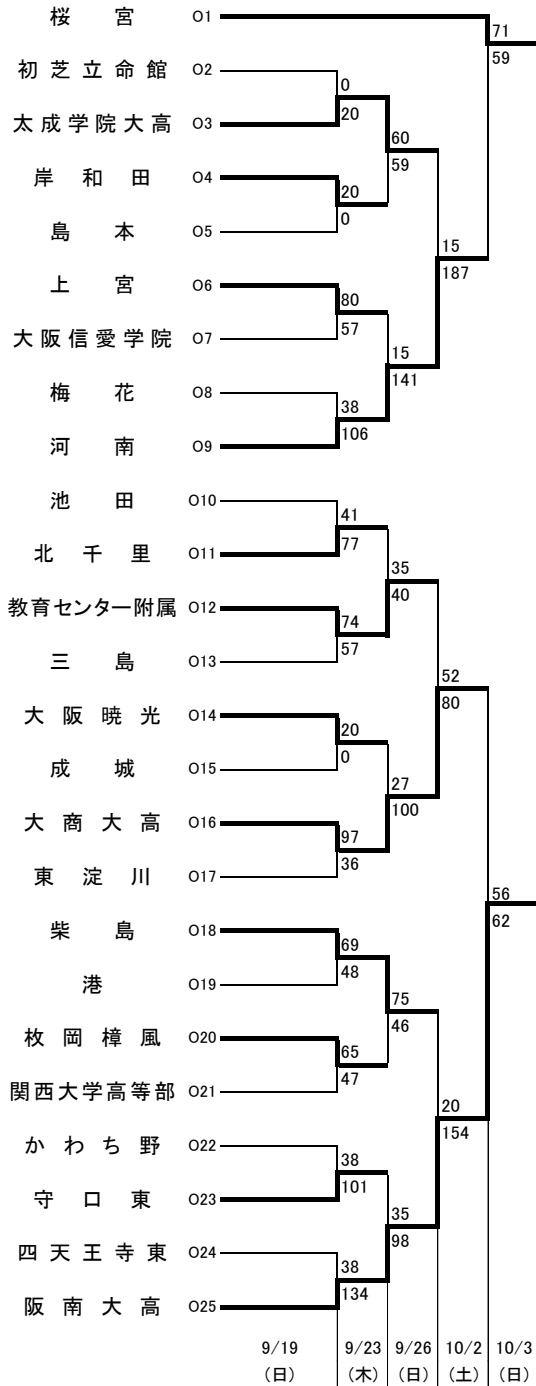 桜宮 O1
71
59
初芝立命館 O2
0
20
太成学院大高 O3
60
59
岸和田 O4
20
0
島本 O5
15
187
上宮 O6
80
57
大阪信愛学院 O7
15
141
梅花 O8
38
106
河南 O9
池田 O10
41
77
北千里 O11
35
40
教育センター附属 O12
74
57
三島 O13
52
80
大阪暁光 O14
20
0
成城 O15
27
100
大商大高 O16
97
36
東淀川 O17
56
62
柴島 O18
69
48
港 O19
75
46
枚岡樟風 O20
65
47
関西大学高等部 O21
20
154
かわち野 O22
38
101
守口東 O23
35
98
四天王寺東 O24
38
134
阪南大高 O25
9/19 9/23 9/26 10/2 10/3
(日) (木) (日) (土) (日)